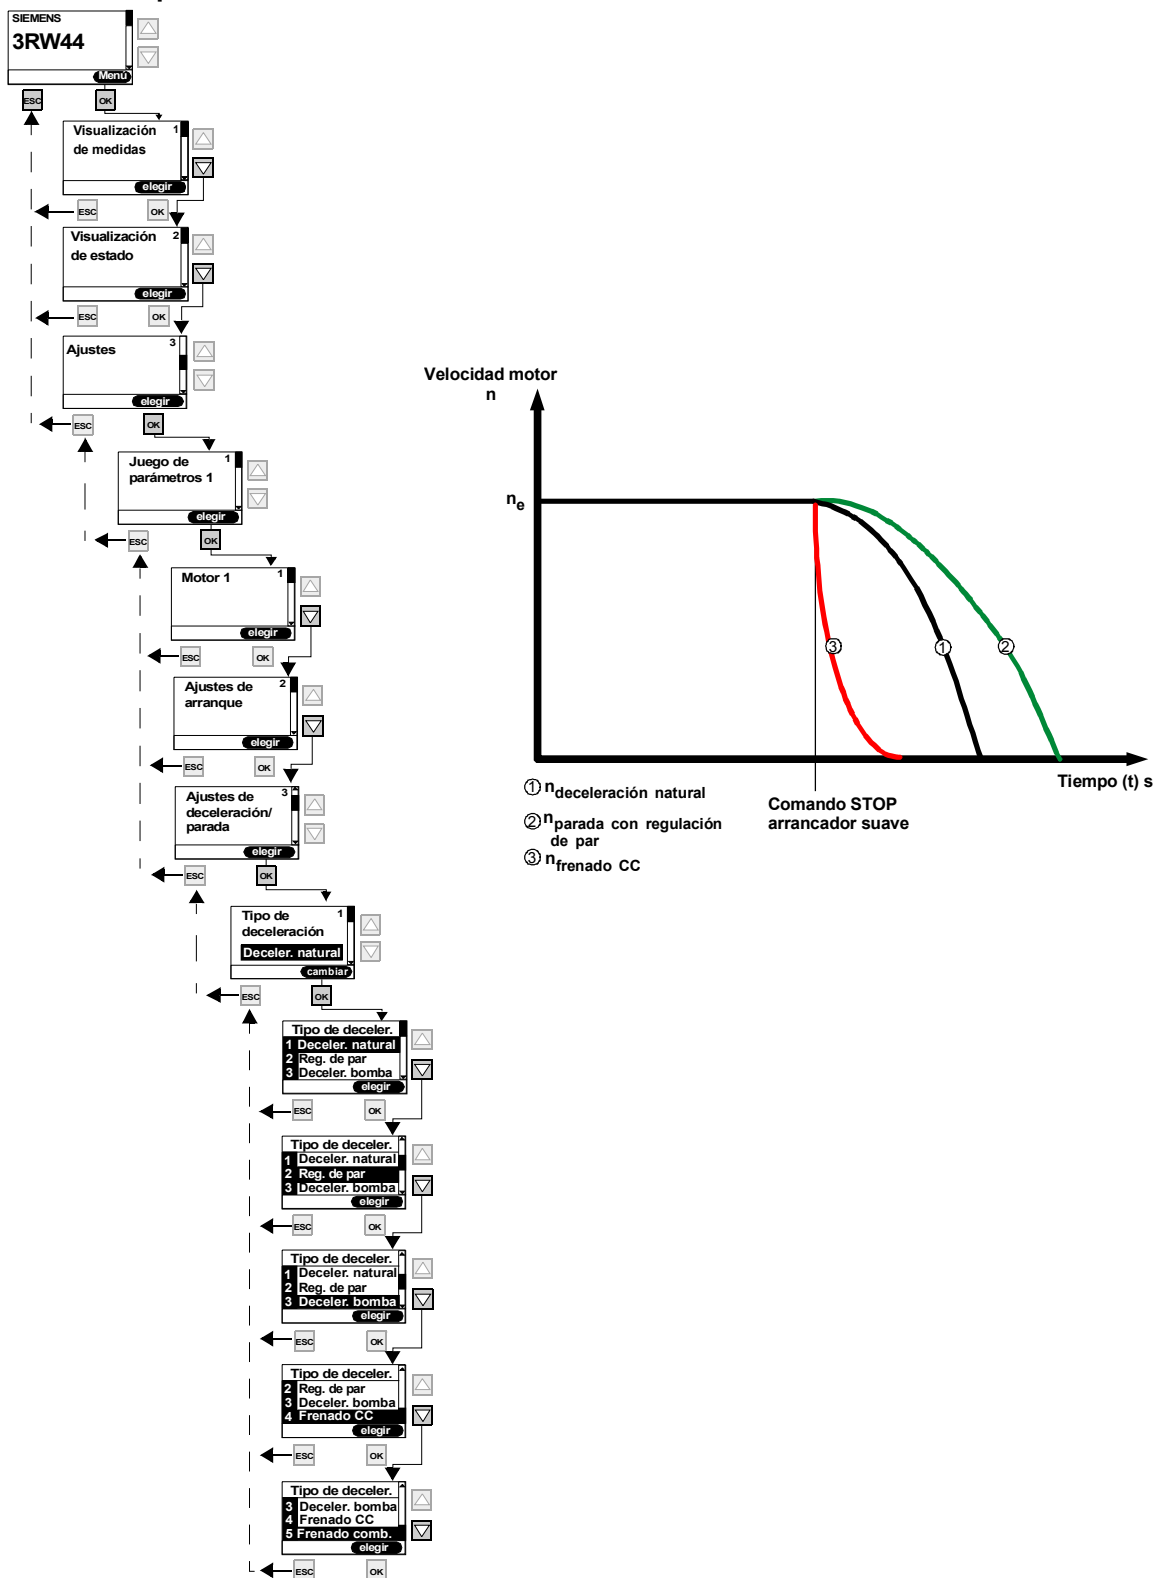 SIEMENS
3RW44
Menú
ESC
OK
Visualización 1
de medidas
elegir
ESC
OK
Visualización 2
de estado
elegir
ESC
OK
Ajustes 3
elegir
ESC
OK
Juego de 1
parámetros 1
elegir
ESC
OK
Motor 1 1
elegir
ESC
OK
Ajustes de 2
arranque
elegir
ESC
OK
Ajustes de 3
deceleración/
parada
elegir
ESC
OK
Tipo de 1
deceleración
Deceler. natural
cambiar
ESC
OK
Tipo de deceler.
1 Deceler. natural
2 Reg. de par
3 Deceler. bomba
elegir
ESC
OK
Tipo de deceler.
1 Deceler. natural
2 Reg. de par
3 Deceler. bomba
elegir
ESC
OK
Tipo de deceler.
1 Deceler. natural
2 Reg. de par
3 Deceler. bomba
elegir
ESC
OK
Tipo de deceler.
2 Reg. de par
3 Deceler. bomba
4 Frenado CC
elegir
ESC
OK
Tipo de deceler.
3 Deceler. bomba
4 Frenado CC
5 Frenado comb.
elegir
ESC
OK
Velocidad motor
n
ne
3
1
2
Tiempo (t) s
Comando STOP
arrancador suave
1 n deceleración natural
2 n parada con regulación
de par
3 n frenado CC